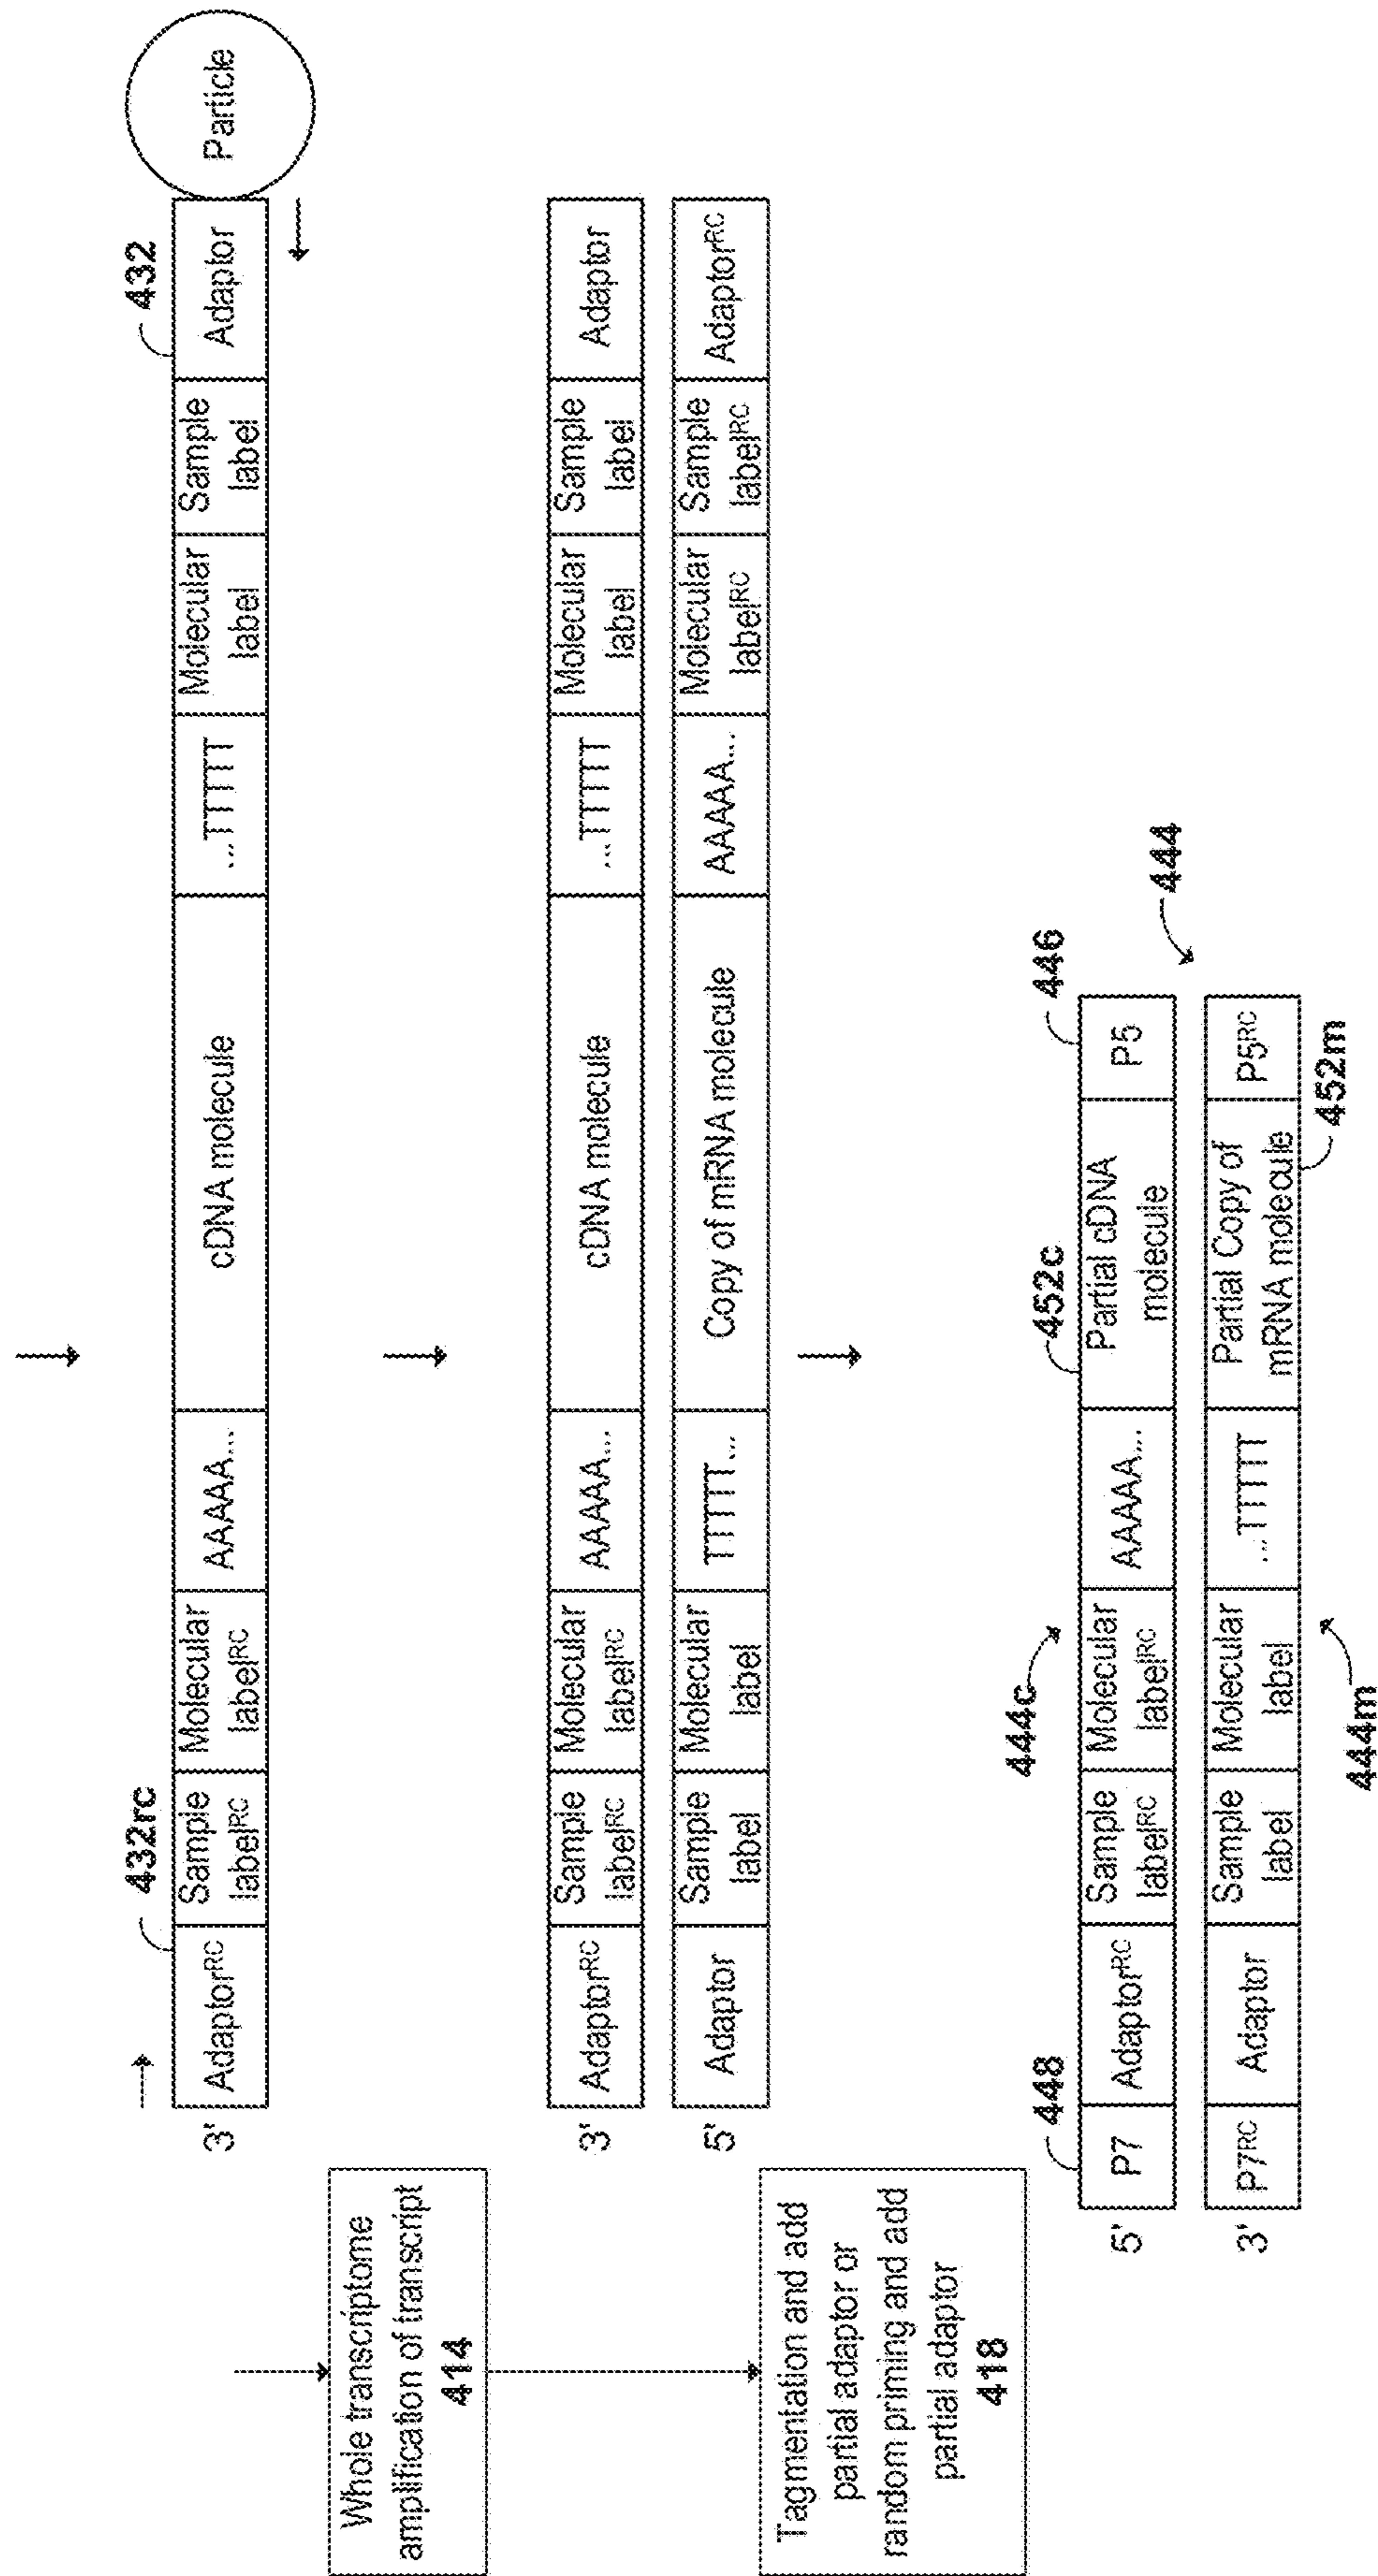 432rc
432
3'
Adaptor^RC
Sample
label^RC
Molecular
label^RC
AAAAA...
cDNA molecule
...TTTTT
Molecular
label
Sample
label
Adaptor
Particle
Whole transcriptome
amplification of transcript
414
3'
Adaptor^RC
Sample
label^RC
Molecular
label^RC
AAAAA...
cDNA molecule
...TTTTT
Molecular
label
Sample
label
Adaptor
5'
Adaptor
Sample
label
Molecular
label
TTTTT...
Copy of mRNA molecule
AAAAA...
Molecular
label^RC
Sample
label^RC
Adaptor^RC
Tagmentation and add
partial adaptor or
random priming and add
partial adaptor
418
448
444c
452c
446
444
5'
P7
Adaptor^RC
Sample
label^RC
Molecular
label^RC
AAAAA...
Partial cDNA
molecule
P5
3'
P7^RC
Adaptor
Sample
label
Molecular
label
...TTTTT
Partial Copy of
mRNA molecule
P5^RC
444m
452m